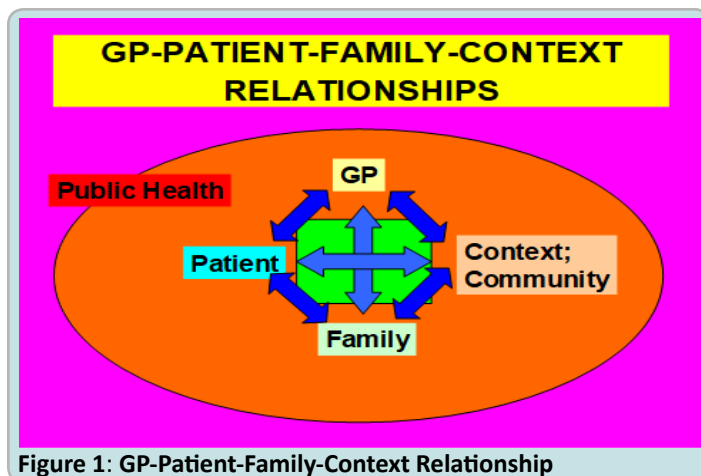 GP-PATIENT-FAMILY-CONTEXT
RELATIONSHIPS
Public Health
GP
Patient
Context;
Community
Family
Figure 1: GP-Patient-Family-Context Relationship